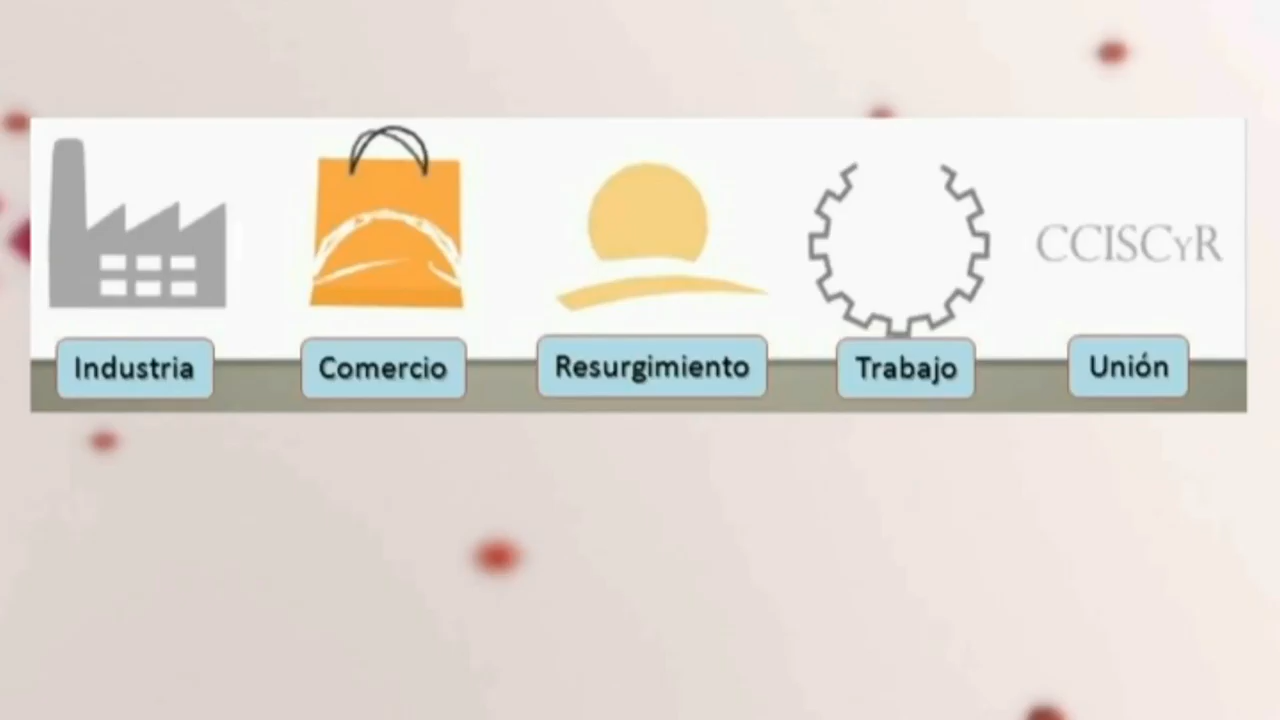 CCISCyR
Industria
Comercio
Resurgimiento
Trabajo
Unión